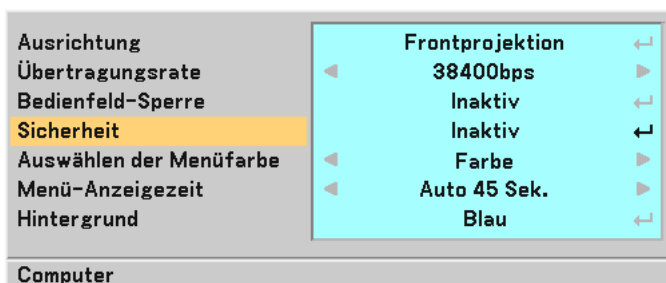 Ausrichtung Frontprojektion
Übertragungsrate 38400bps
Bedienfeld-Sperre Inaktiv
Sicherheit Inaktiv
Auswählen der Menüfarbe Farbe
Menü-Anzeigezeit Auto 45 Sek.
Hintergrund Blau
Computer